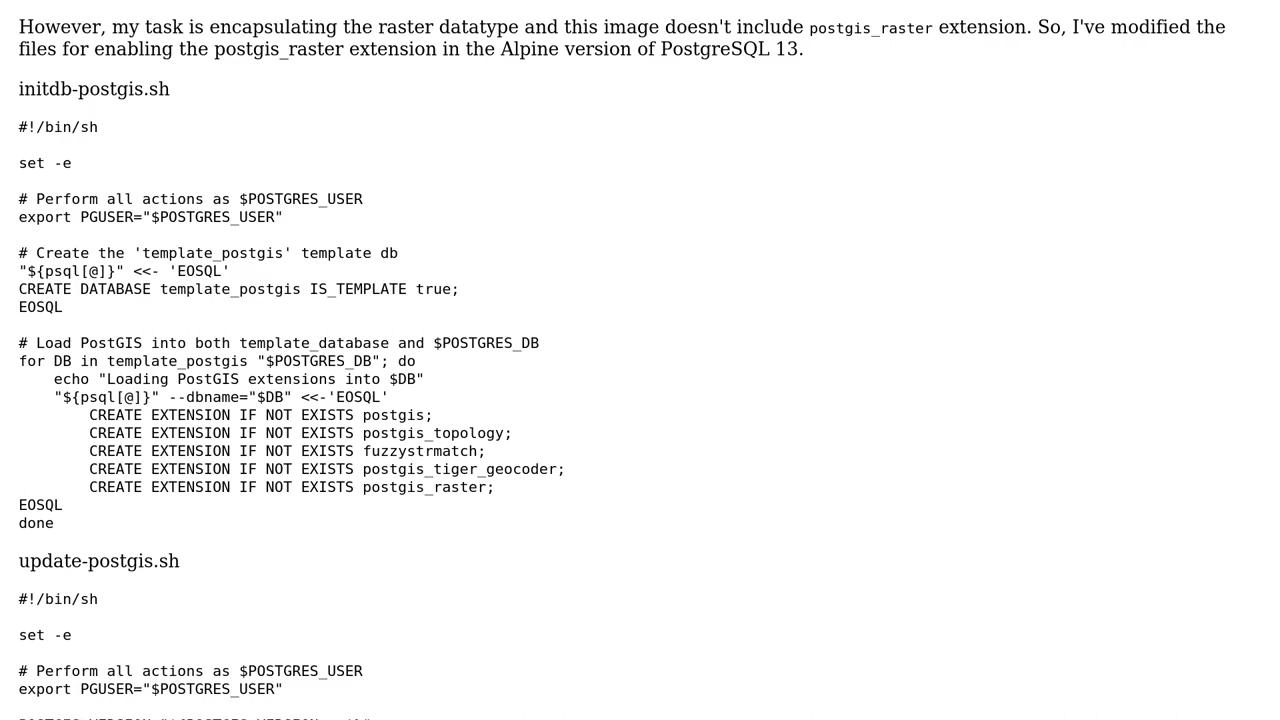 However, my task is encapsulating the raster datatype and this image doesn't include postgis_raster extension. So, I've modified the
files for enabling the postgis_raster extension in the Alpine version of PostgreSQL 13.
initdb-postgis.sh
#!/bin/sh
set -e
# Perform all actions as $POSTGRES_USER
export PGUSER="$POSTGRES_USER"
# Create the 'template_postgis' template db
"${psql[@]}" <<- 'EOSQL'
CREATE DATABASE template_postgis IS_TEMPLATE true;
EOSQL
# Load PostGIS into both template_database and $POSTGRES_DB
for DB in template_postgis "$POSTGRES_DB"; do
    echo "Loading PostGIS extensions into $DB"
    "${psql[@]}" --dbname="$DB" <<-'EOSQL'
        CREATE EXTENSION IF NOT EXISTS postgis;
        CREATE EXTENSION IF NOT EXISTS postgis_topology;
        CREATE EXTENSION IF NOT EXISTS fuzzystrmatch;
        CREATE EXTENSION IF NOT EXISTS postgis_tiger_geocoder;
        CREATE EXTENSION IF NOT EXISTS postgis_raster;
EOSQL
done
update-postgis.sh
#!/bin/sh
set -e
# Perform all actions as $POSTGRES_USER
export PGUSER="$POSTGRES_USER"